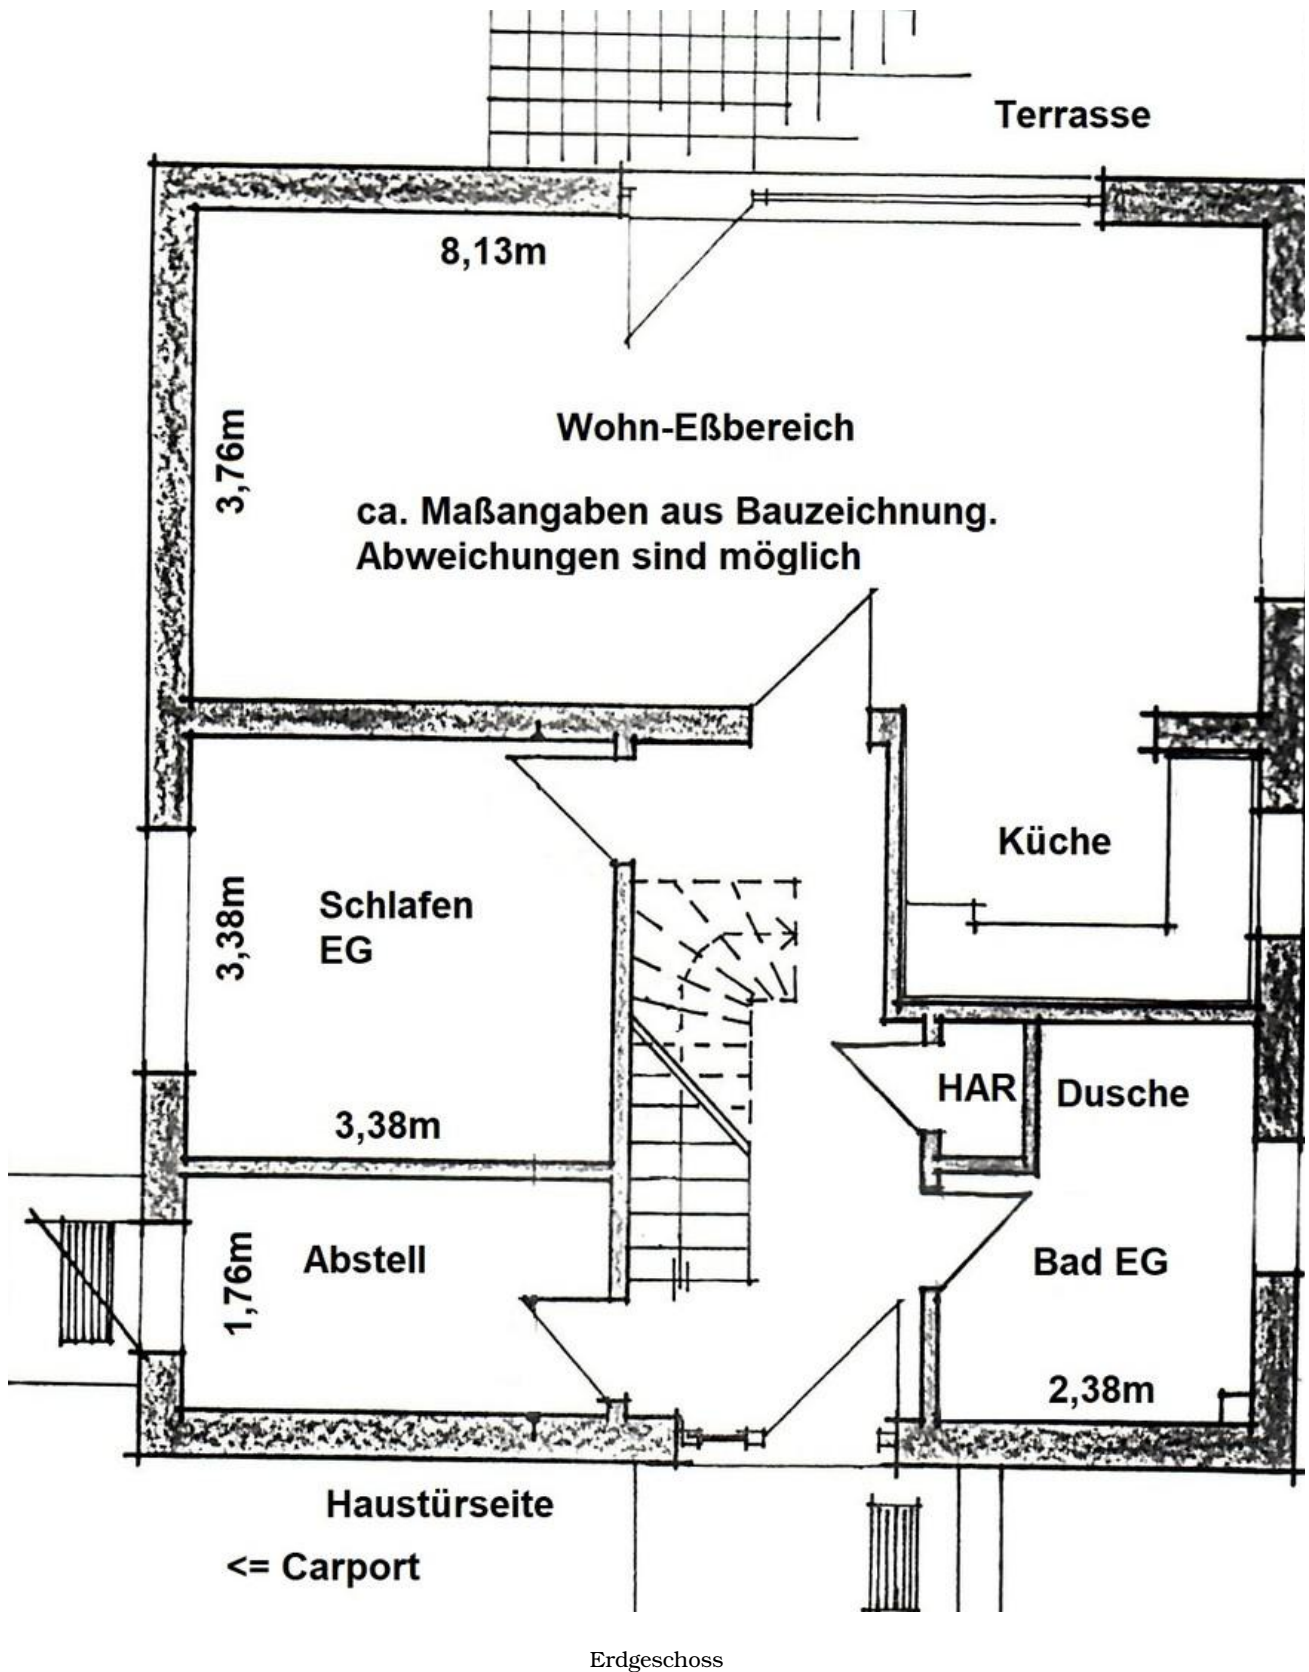 Terrasse
8,13m
3,76m
Wohn-Eßbereich
ca. Maßangaben aus Bauzeichnung.
Abweichungen sind möglich
Küche
Schlafen
EG
3,38m
HAR
Dusche
3,38m
Abstell
1,76m
Bad EG
2,38m
Haustürseite
<= Carport
Erdgeschoss